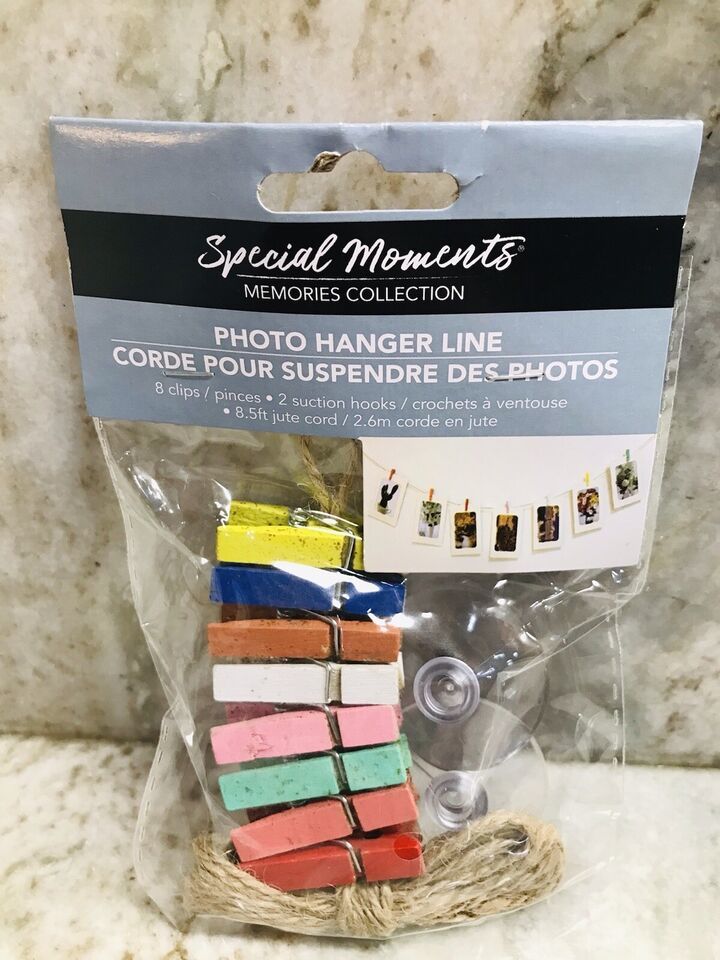 Special Moments®
MEMORIES COLLECTION
PHOTO HANGER LINE
CORDE POUR SUSPENDRE DES PHOTOS
8 clips / pinces • 2 suction hooks / crochets à ventouse
• 8.5ft jute cord / 2.6m corde en jute